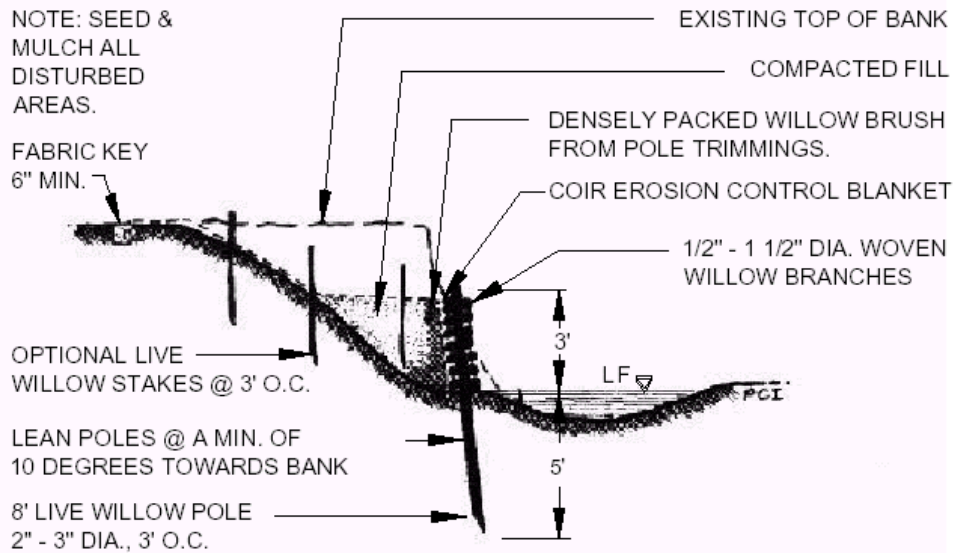 NOTE: SEED &
MULCH ALL
DISTURBED
AREAS.
EXISTING TOP OF BANK
COMPACTED FILL
DENSELY PACKED WILLOW BRUSH
FROM POLE TRIMMINGS.
FABRIC KEY
6" MIN.
COIR EROSION CONTROL BLANKET
1/2" - 1 1/2" DIA. WOVEN
WILLOW BRANCHES
3'
OPTIONAL LIVE
WILLOW STAKES @ 3' O.C.
LF
PCI
LEAN POLES @ A MIN. OF
10 DEGREES TOWARDS BANK
5'
8' LIVE WILLOW POLE
2" - 3" DIA., 3' O.C.